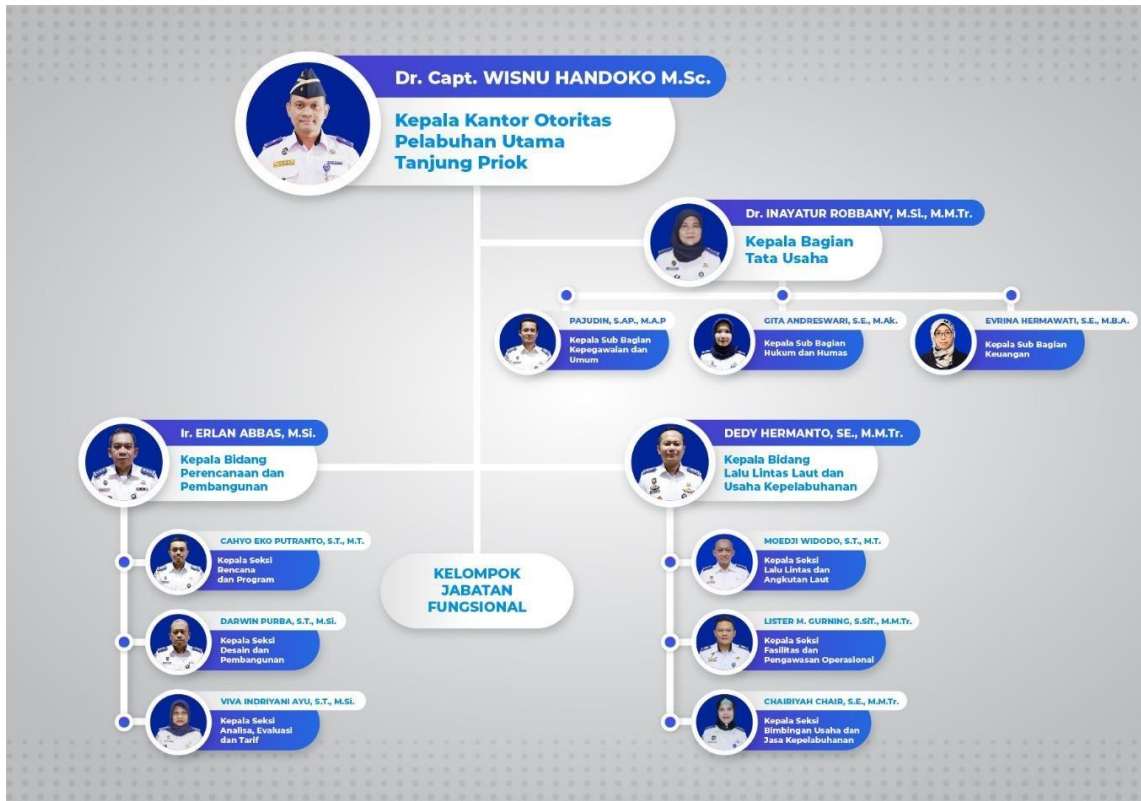 Dr. Capt. WISNU HANDOKO M.Sc.
Kepala Kantor Otoritas
Pelabuhan Utama
Tanjung Priok
Dr. INAYATUR ROBBANY, M.Si., M.M.Tr.
Kepala Bagian
Tata Usaha
PAJUDIN, S.AP., M.A.P
Kepala Sub Bagian
Kepegawaian dan
Umum
GITA ANDRESWARI, S.E., M.Ak.
Kepala Sub Bagian
Hukum dan Humas
EVRINA HERMAWATI, S.E., M.B.A.
Kepala Sub Bagian
Keuangan
Ir. ERLAN ABBAS, M.Si.
Kepala Bidang
Perencanaan dan
Pembangunan
DEDY HERMANTO, SE., M.M.Tr.
Kepala Bidang
Lalu Lintas Laut dan
Usaha Kepelabuhanan
CAHYO EKO PUTRANTO, S.T., M.T.
Kepala Seksi
Rencana
dan Program
DARWIN PURBA, S.T., M.Si.
Kepala Seksi
Desain dan
Pembangunan
VIVA INDRIYANI AYU, S.T., M.Si.
Kepala Seksi
Analisa, Evaluasi
dan Tarif
KELOMPOK
JABATAN
FUNGSIONAL
MOEDJI WIDODO, S.T., M.T.
Kepala Seksi
Lalu Lintas dan
Angkutan Laut
LISTER M. GURNING, S.SiT., M.M.Tr.
Kepala Seksi
Fasilitas dan
Pengawasan Operasional
CHAIRIYAH CHAIR, S.E., M.M.Tr.
Kepala Seksi
Bimbingan Usaha dan
Jasa Kepelabuhanan